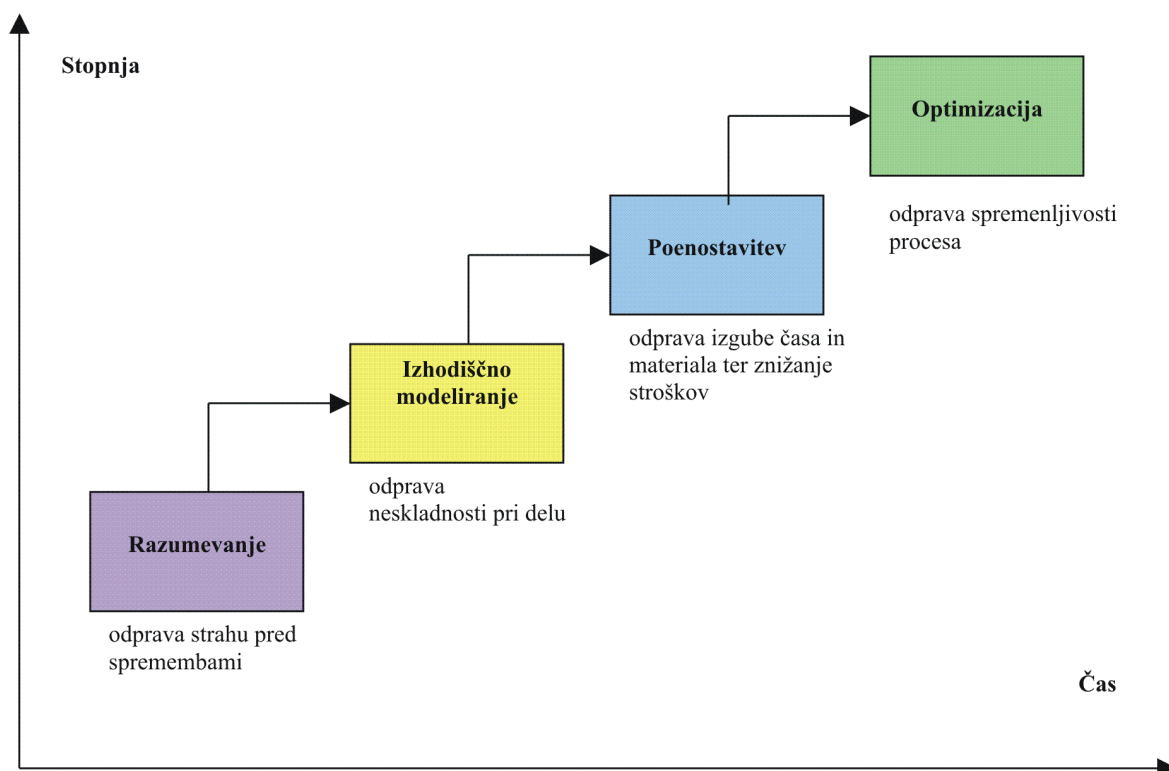 Stopnja
Optimizacija
odprava spremenljivosti
procesa
Poenostavitev
odprava izgube časa in
materiala ter znižanje
stroškov
Izhodiščno
modeliranje
odprava
neskladnosti pri delu
Razumevanje
odprava strahu pred
spremembami
Čas